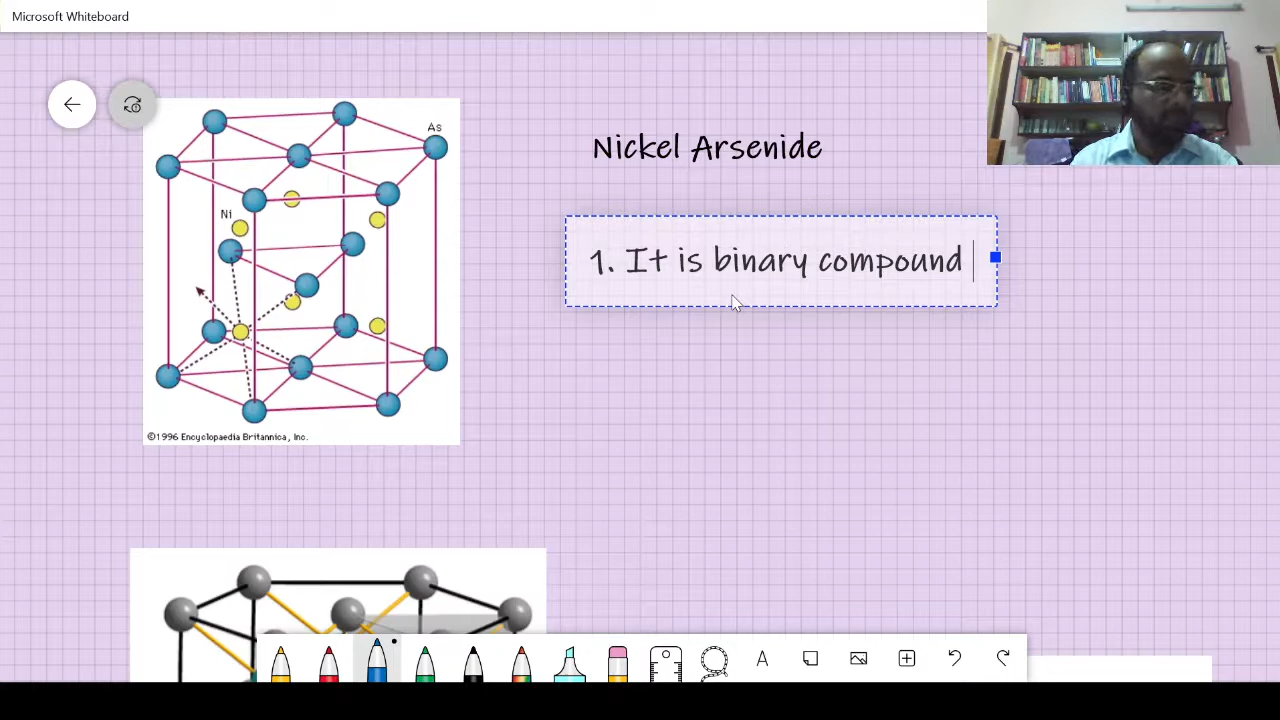 Microsoft Whiteboard
As
Nickel Arsenide
Ni
1. It is binary compound
©1996 Encyclopaedia Britannica, Inc.
A